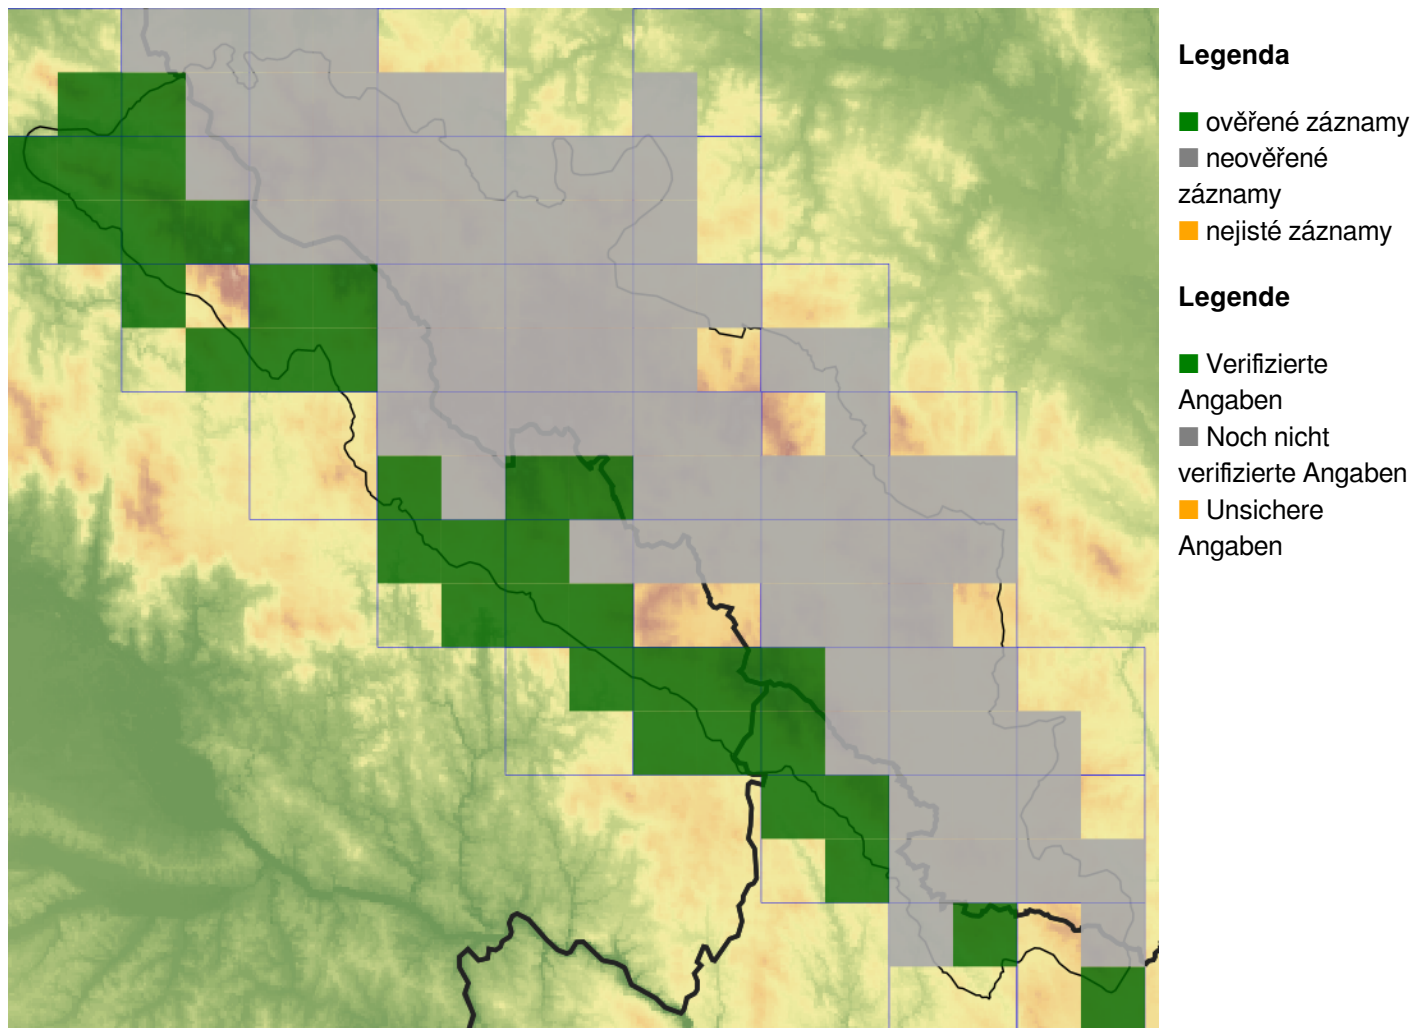 Legenda
ověřené záznamy
neověřené
záznamy
nejisté záznamy
Legende
Verifizierte
Angaben
Noch nicht
verifizierte Angaben
Unsichere
Angaben